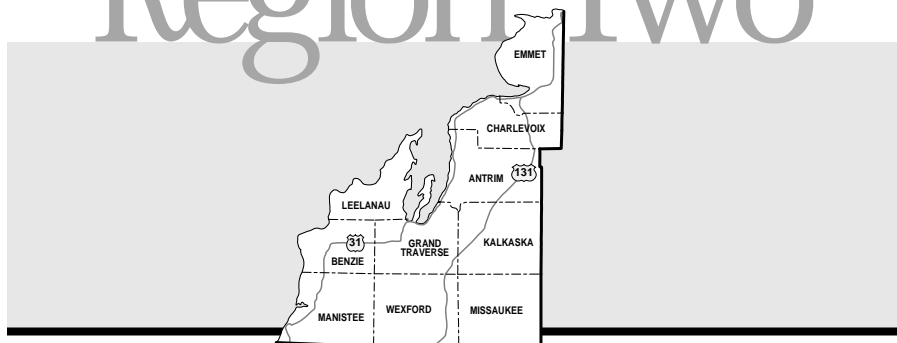 Region Two
EMMET
CHARLEVOIX
ANTRIM
131
LEELANAU
31
GRAND
TRAVERSE
KALKASKA
BENZIE
MANISTEE
WEXFORD
MISSAUKEE